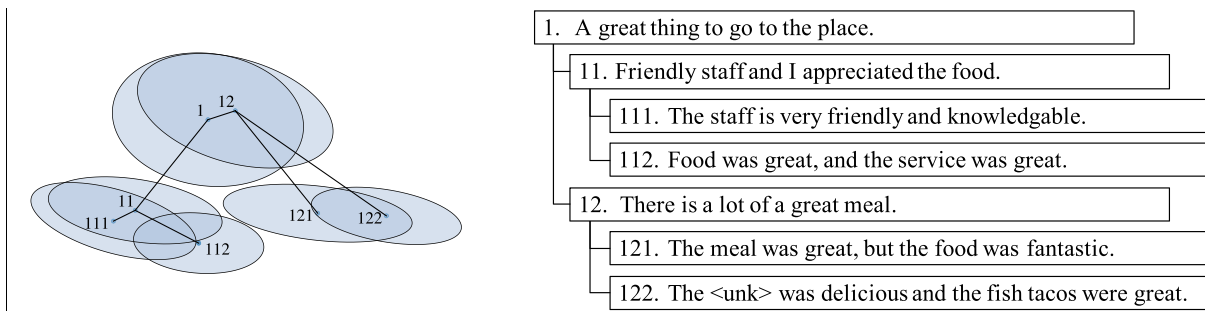 1
12
11
111
112
121
122
1. A great thing to go to the place.
11. Friendly staff and I appreciated the food.
111. The staff is very friendly and knowledgable.
112. Food was great, and the service was great.
12. There is a lot of a great meal.
121. The meal was great, but the food was fantastic.
122. The <unk> was delicious and the fish tacos were great.